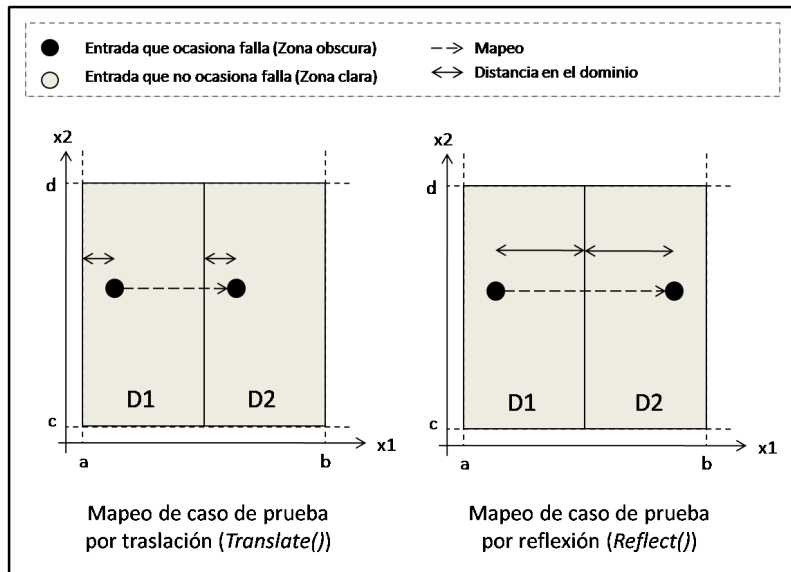 Entrada que ocasiona falla (Zona obscura)
Mapeo
Entrada que no ocasiona falla (Zona clara)
Distancia en el dominio
x2
d
D1
D2
c
x1
a
b
Mapeo de caso de prueba
por traslación (Translate())
x2
d
D1
D2
c
x1
a
b
Mapeo de caso de prueba
por reflexión (Reflect())